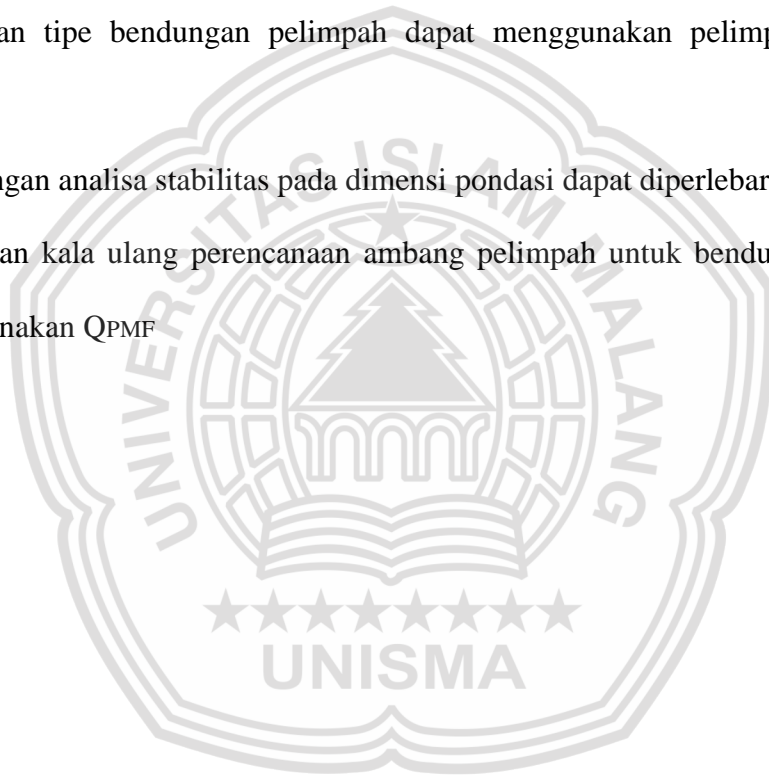 an tipe bendungan pelimpah dapat menggunakan pelimp
ngan analisa stabilitas pada dimensi pondasi dapat diperlebar
an kala ulang perencanaan ambang pelimpah untuk bendu
nakan QPMF
UNIVERSITAS ISLAM MALANG
UNISMA